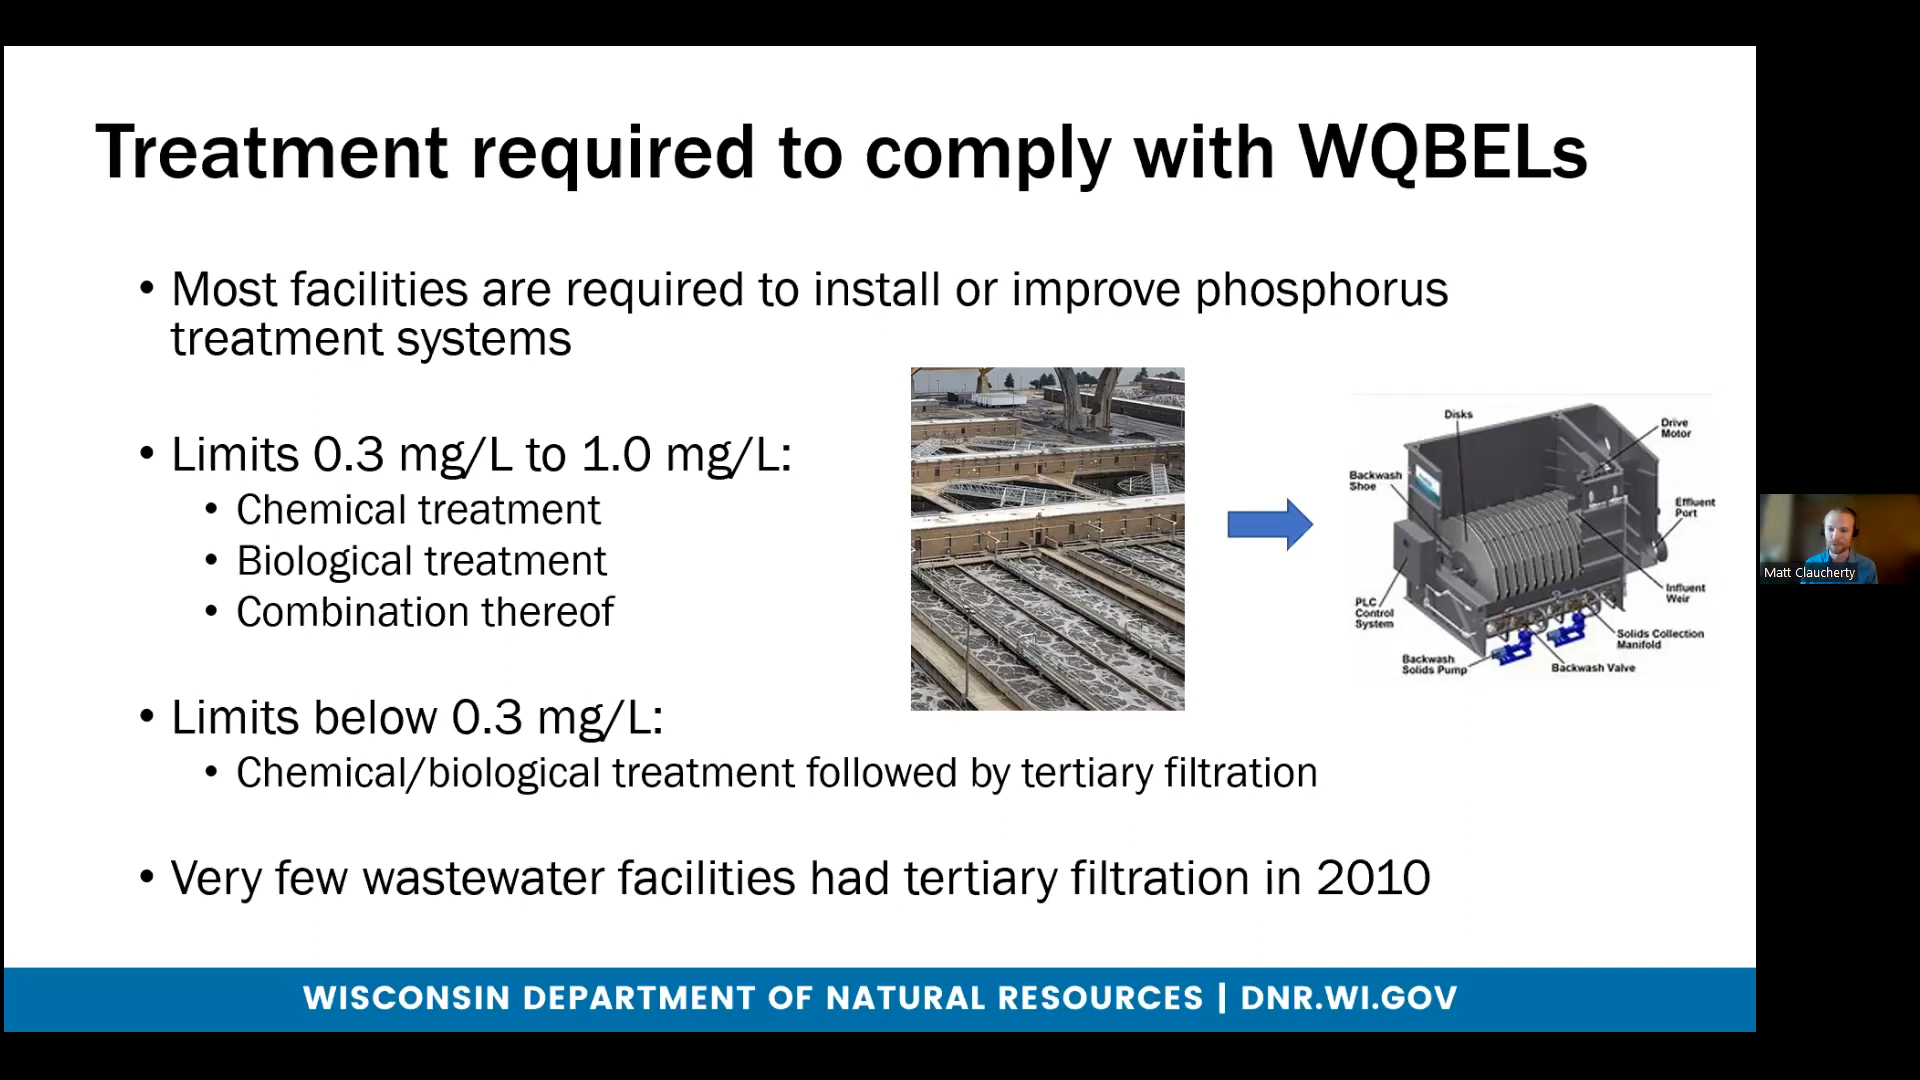 Treatment required to comply with WQBELs
• Most facilities are required to install or improve phosphorus
treatment systems
• Limits 0.3 mg/L to 1.0 mg/L:
• Chemical treatment
• Biological treatment
• Combination thereof
• Limits below 0.3 mg/L:
• Chemical/biological treatment followed by tertiary filtration
• Very few wastewater facilities had tertiary filtration in 2010
Disks
Drive
Motor
Backwash
Shoe
Effluent
Port
Influent
Weir
PLC
Control
System
Solids Collection
Manifold
Backwash
Solids Pump
Backwash Valve
Matt Claucherty
WISCONSIN DEPARTMENT OF NATURAL RESOURCES | DNR.WI.GOV